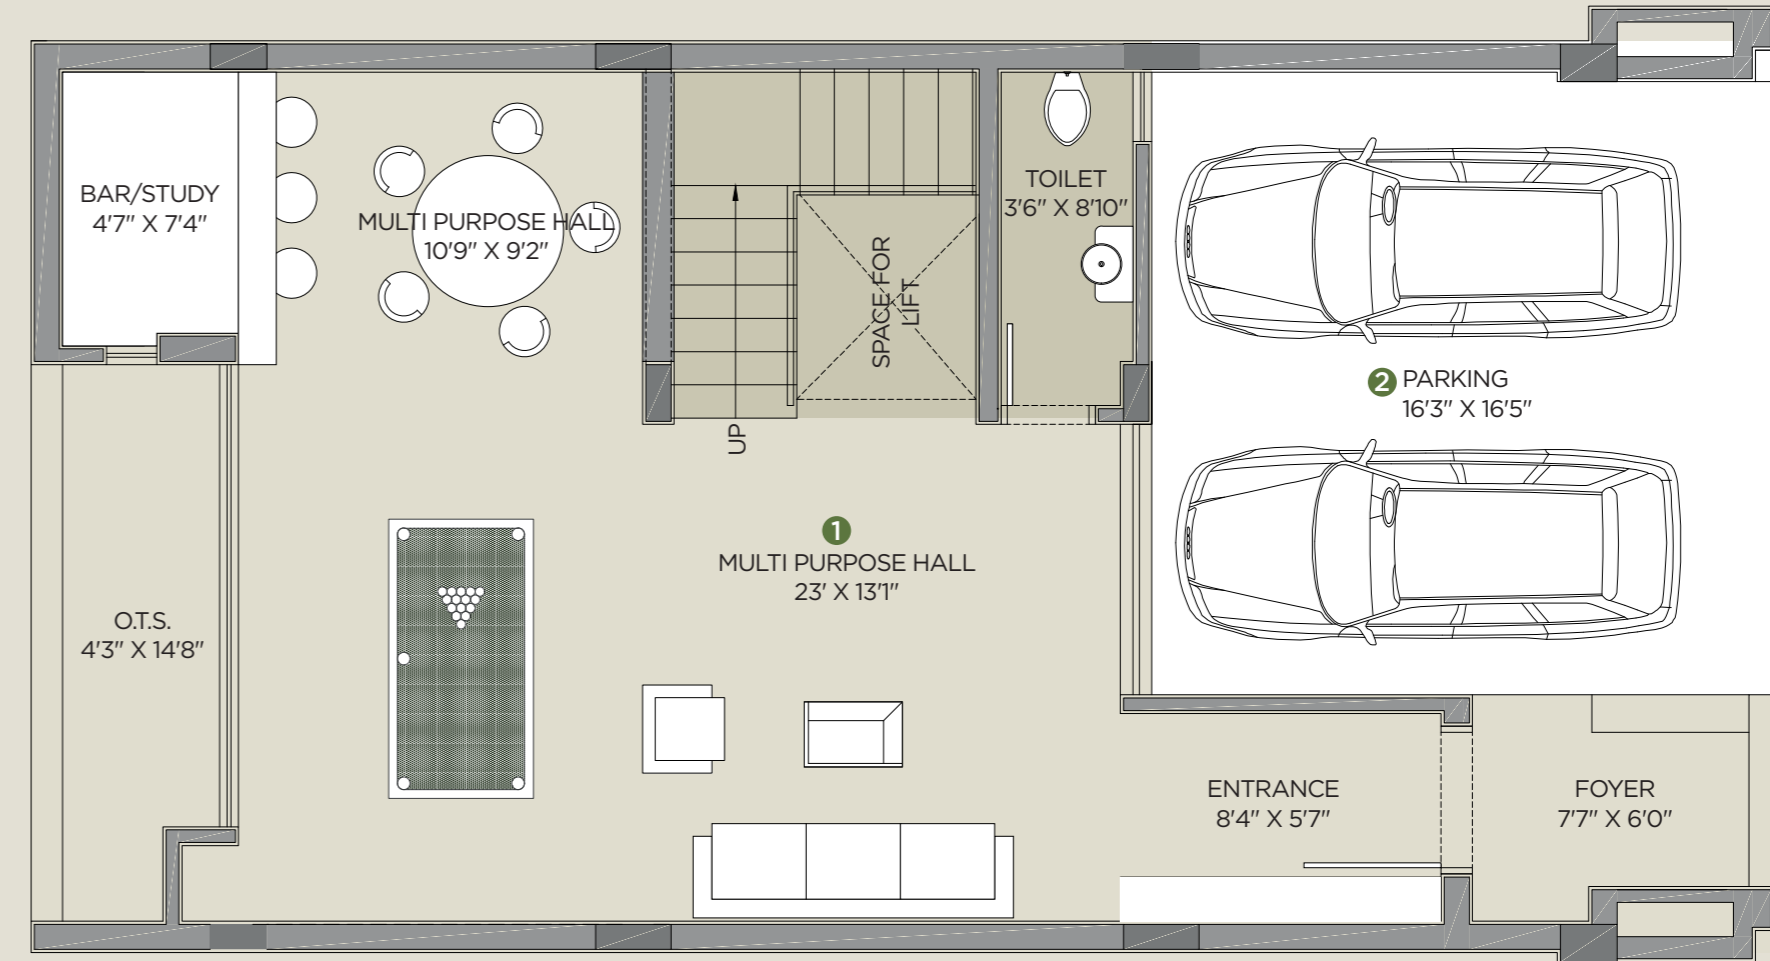 BAR/STUDY
4'7" X 7'4"
MULTI PURPOSE HALL
10'9" X 9'2"
SPACE FOR
LIFT
UP
TOILET
3'6" X 8'10"
2 PARKING
16'3" X 16'5"
1
MULTI PURPOSE HALL
23' X 13'1"
O.T.S.
4'3" X 14'8"
ENTRANCE
8'4" X 5'7"
FOYER
7'7" X 6'0"